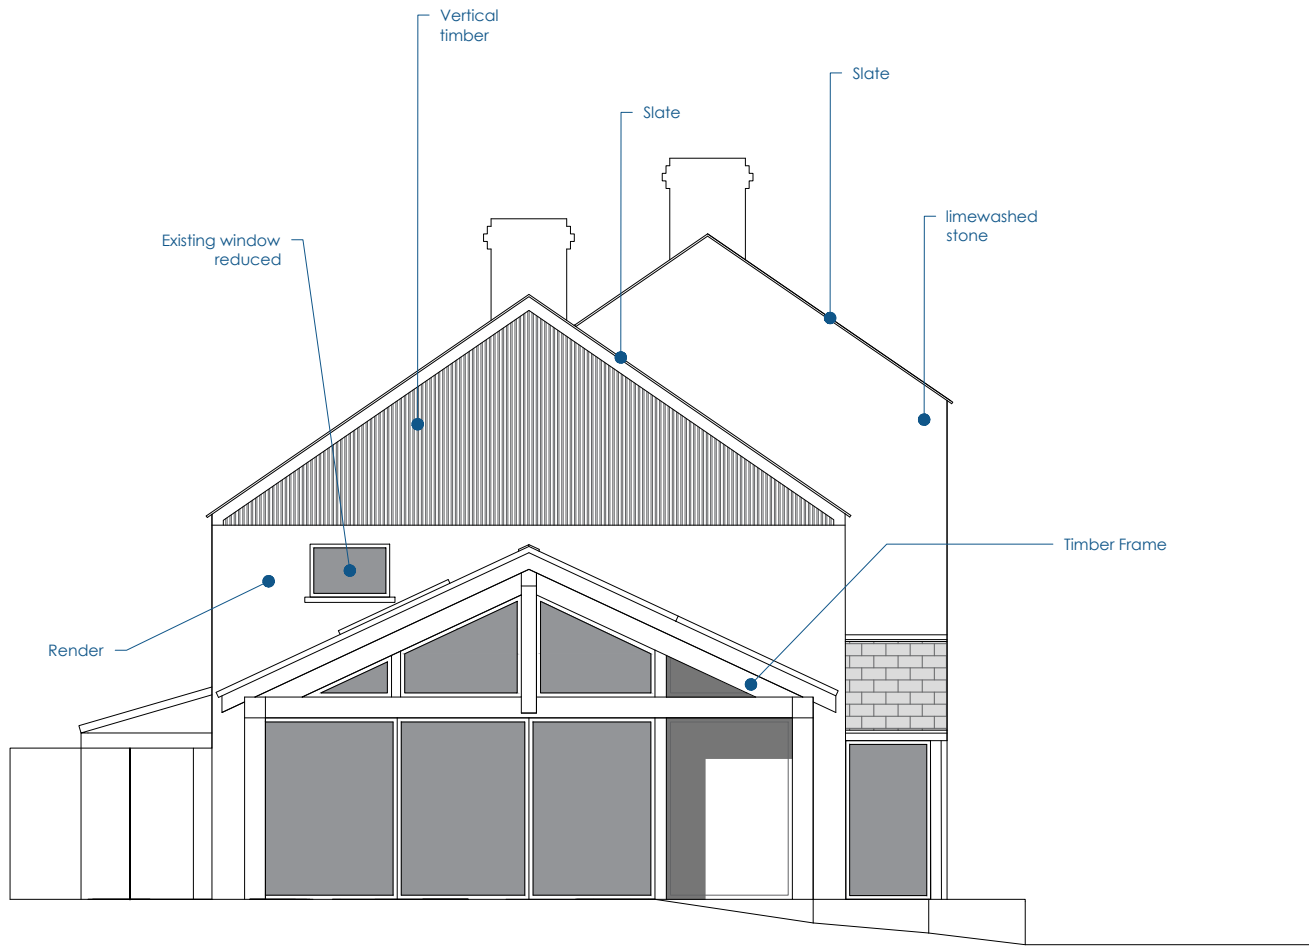 Vertical
timber
Slate
Slate
Existing window
reduced
limewashed
stone
Timber Frame
Render